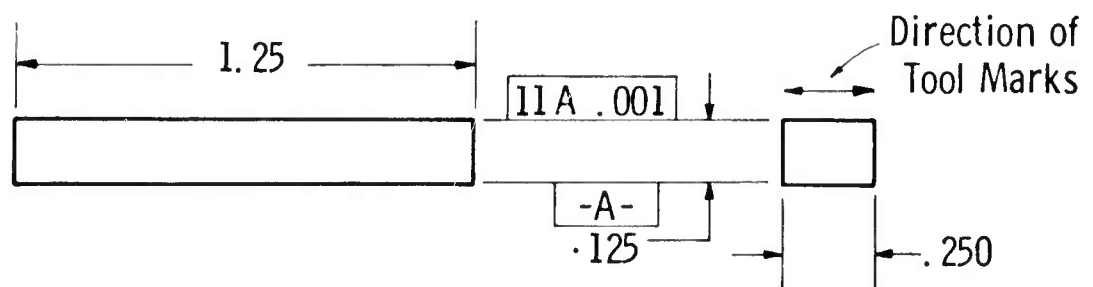 1.25
Direction of
Tool Marks
11 A .001
-A-
.125
.250